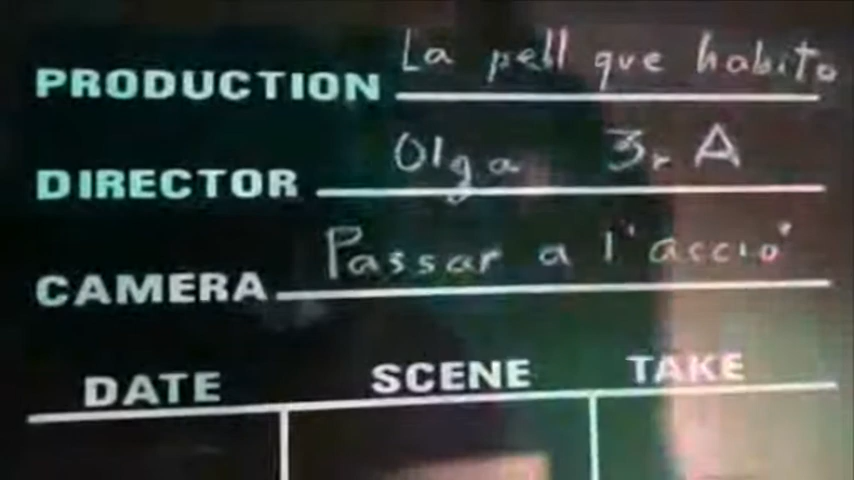 PRODUCTION La pell que habito
DIRECTOR Olga 3r A
CAMERA Passar a l'acció
DATE SCENE TAKE